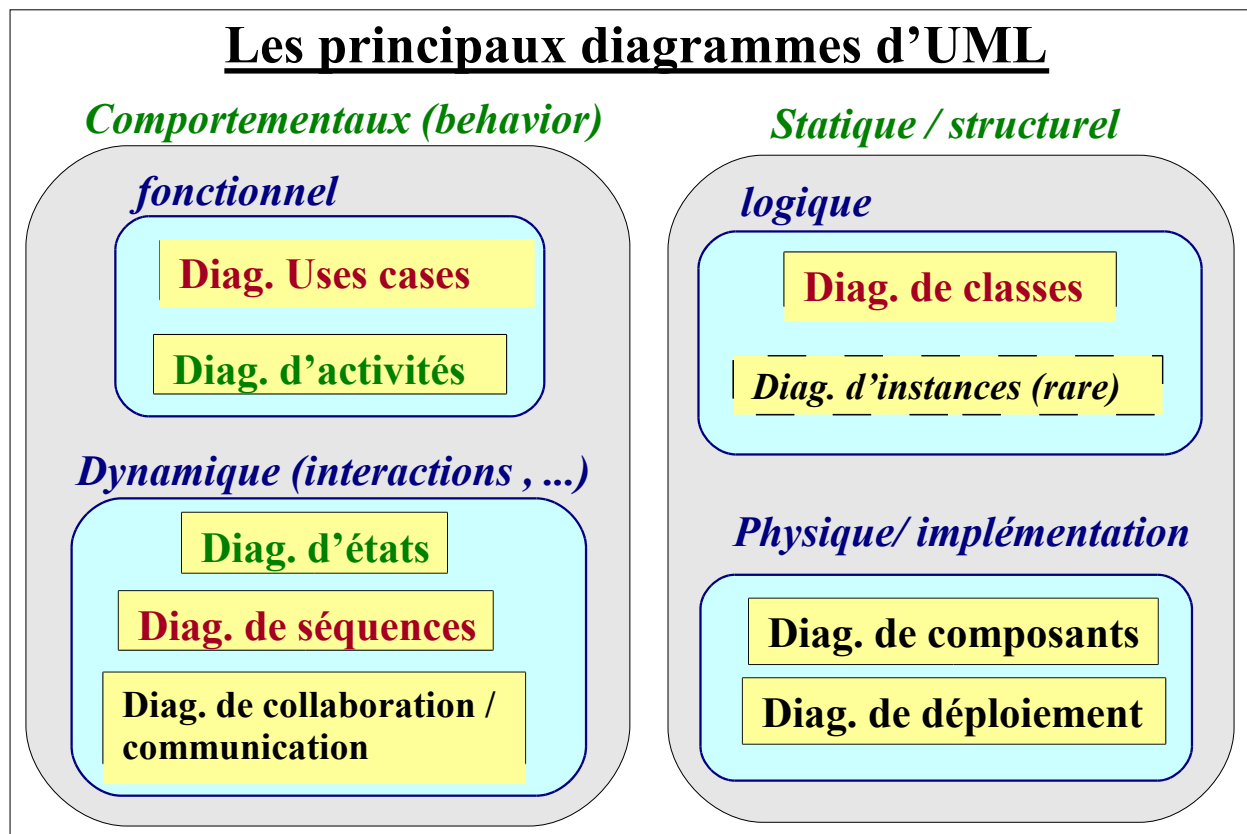 Les principaux diagrammes d’UML
Comportementaux (behavior)
fonctionnel
Diag. Uses cases
Diag. d’activités
Dynamique (interactions , ...)
Diag. d’états
Diag. de séquences
Diag. de collaboration /
communication
Statique / structurel
logique
Diag. de classes
Diag. d’instances (rare)
Physique/ implémentation
Diag. de composants
Diag. de déploiement